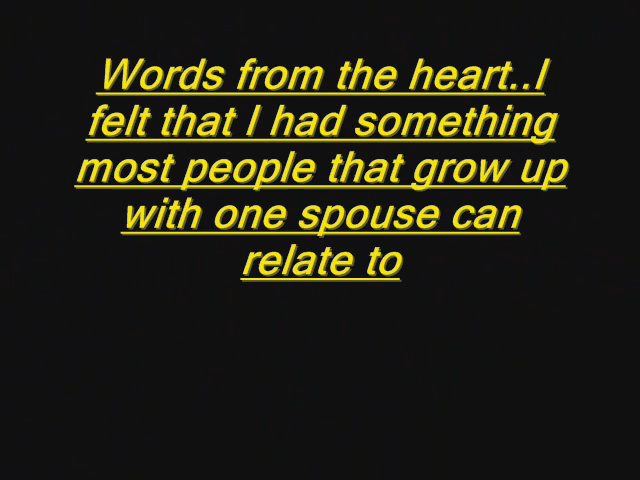 Words from the heart..I
felt that I had something
most people that grow up
with one spouse can
relate to